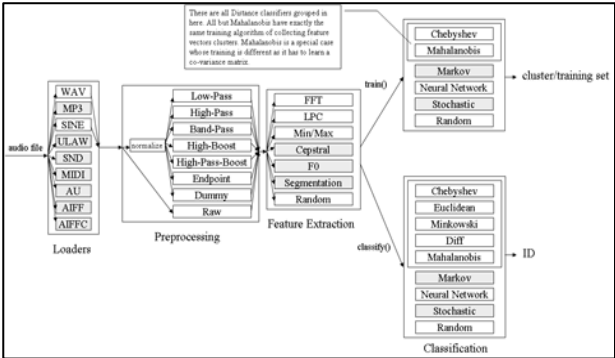 There are all Distance classifiers grouped in
here. All but Mahalanobis have exactly the
same training algorithm of collecting feature
vectors clusters. Mahalanobis is a special case
whose training is different as it has to learn a
co-variance matrix.
audio file
WAV
MP3
SINE
ULAW
SND
MIDI
AU
AIFF
AIFFC
Loaders
normalize
Low-Pass
High-Pass
Band-Pass
High-Boost
High-Pass-Boost
Endpoint
Dummy
Raw
Preprocessing
FFT
LPC
Min/Max
Cepstral
F0
Segmentation
Random
Feature Extraction
train()
Chebyshev
Mahalanobis
Markov
Neural Network
Stochastic
Random
cluster/training set
classify()
Chebyshev
Euclidean
Minkowski
Diff
Mahalanobis
Markov
Neural Network
Stochastic
Random
ID
Classification